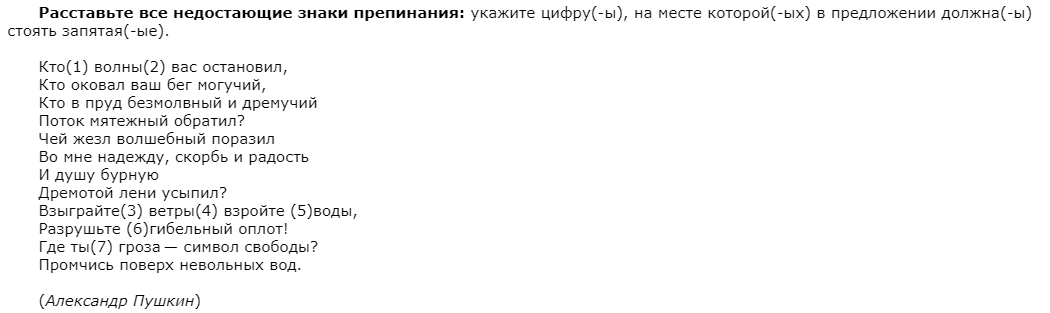 Расставьте все недостающие знаки препинания: укажите цифру(-ы), на месте которой(-ых) в предложении должна(-ы)
стоять запятая(-ые).
Кто(1) волны(2) вас остановил,
Кто оковал ваш бег могучий,
Кто в пруд безмолвный и дремучий
Поток мятежный обратил?
Чей жезл волшебный поразил
Во мне надежду, скорбь и радость
И душу бурную
Дремотой лени усыпил?
Взыграйте(3) ветры(4) взройте (5)воды,
Разрушьте (6)гибельный оплот!
Где ты(7) гроза — символ свободы?
Промчись поверх невольных вод.
(Александр Пушкин)